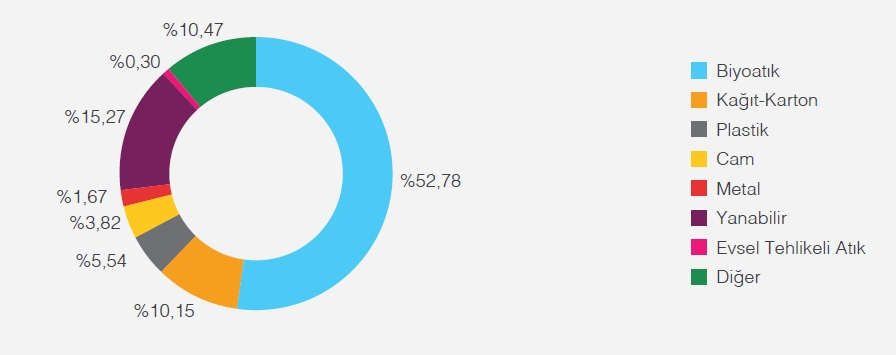 %10,47
%0,30
%15,27
%1,67
%3,82
%5,54
%10,15
%52,78
Biyoatık
Kağıt-Karton
Plastik
Cam
Metal
Yanabilir
Evsel Tehlikeli Atık
Diğer